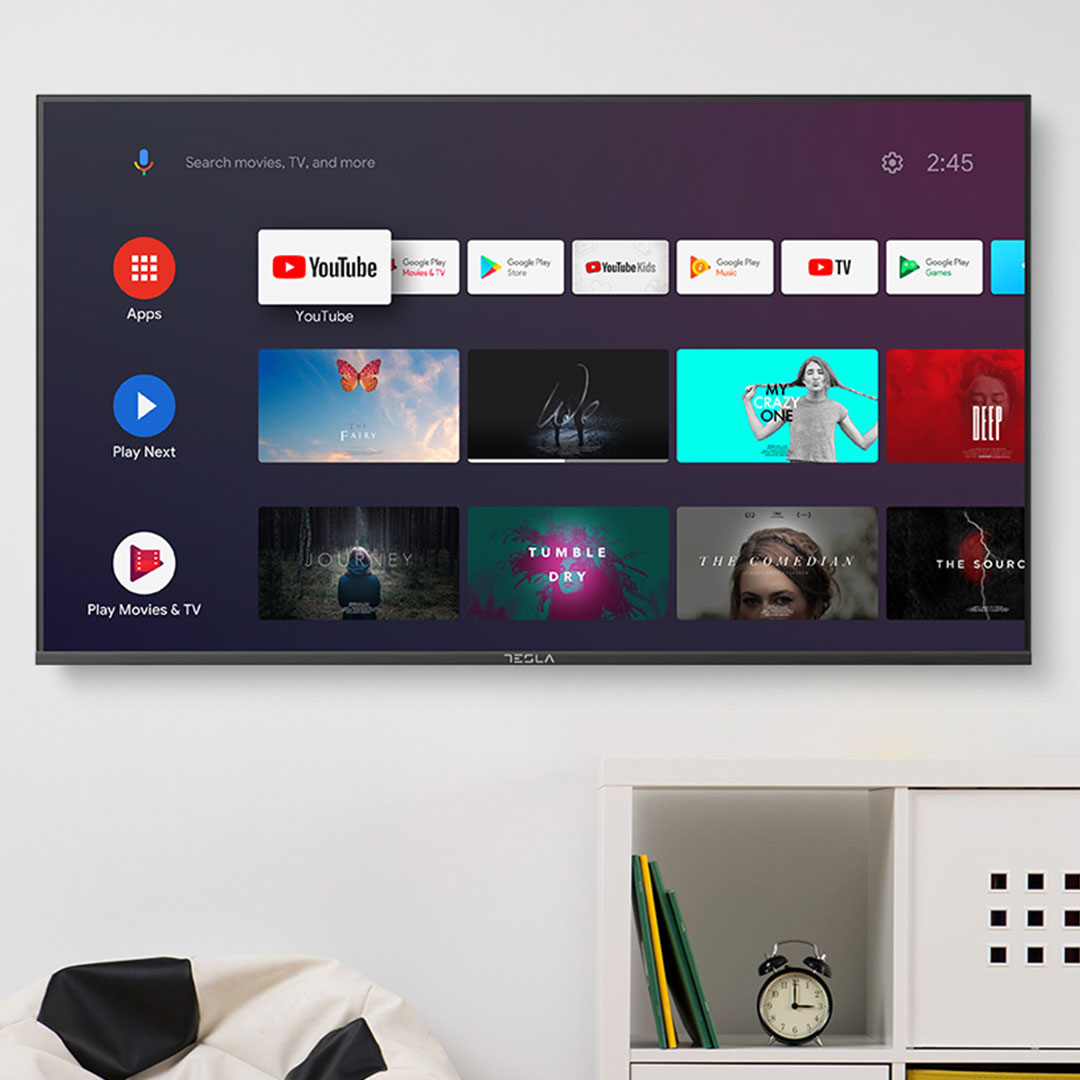 Search movies, TV, and more
2:45
YouTube
Google Play
Movies & TV
Google Play
Store
YouTube Kids
Google Play
Music
TV
Google Play
Games
YouTube
Apps
THE
FAIRY
MY
CRAZY
ONE
DEEP
Play Next
JOURNEY
TUMBLE
DRY
THE COMEDIAN
THE SOURC
Play Movies & TV
TESLA